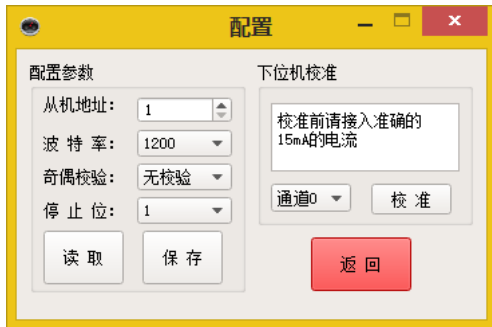 配置
配置参数
从机地址: 1
波 特 率: 1200
奇偶校验: 无校验
停 止 位: 1
读 取 保 存
下位机校准
校准前请接入准确的
15mA的电流
通道0 校 准
返 回